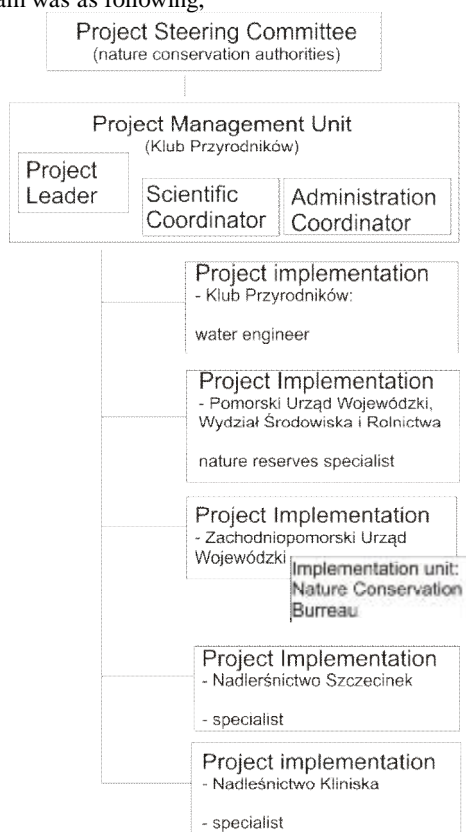 am was as following,
Project Steering Committee
(nature conservation authorities)
Project Management Unit
(Klub Przyrodników)
Project
Leader
Scientific
Coordinator
Administration
Coordinator
Project implementation
- Klub Przyrodników:
water engineer
Project Implementation
- Pomorski Urząd Wojewódzki,
Wydział Środowiska i Rolnictwa
nature reserves specialist
Project Implementation
- Zachodniopomorski Urząd
Wojewódzki
Implementation unit:
Nature Conservation
Burreau
Project Implementation
- Nadlerśnictwo Szczecinek
- specialist
Project implementation
- Nadleśnictwo Kliniska
- specialist